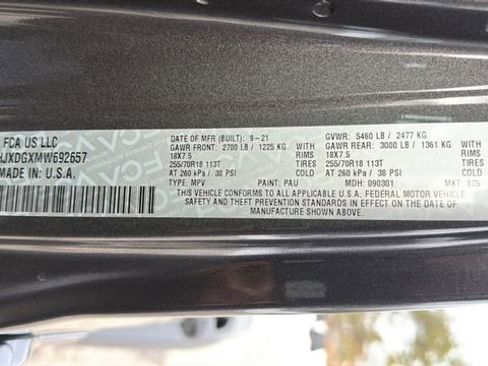 FCA US LLC
HJXDGXMW692657
MADE IN: U.S.A.
DATE OF MFR (BUILT): 9-21
GAWR FRONT: 2700 LB / 1225 KG WITH
18X7.5 RIMS
255/70R18 113T TIRES
AT 260 kPa / 38 PSI COLD
TYPE: MPV PAINT: PAU
GVWR: 5460 LB / 2477 KG
GAWR REAR: 3000 LB / 1361 KG WITH
18X7.5 RIMS
255/70R18 113T TIRES
AT 260 kPa / 38 PSI COLD
MDH: 090301 MKT: 875
THIS VEHICLE CONFORMS TO ALL APPLICABLE U.S.A. FEDERAL MOTOR VEHICLE
SAFETY AND THEFT PREVENTION STANDARDS IN EFFECT ON THE DATE OF
MANUFACTURE SHOWN ABOVE.